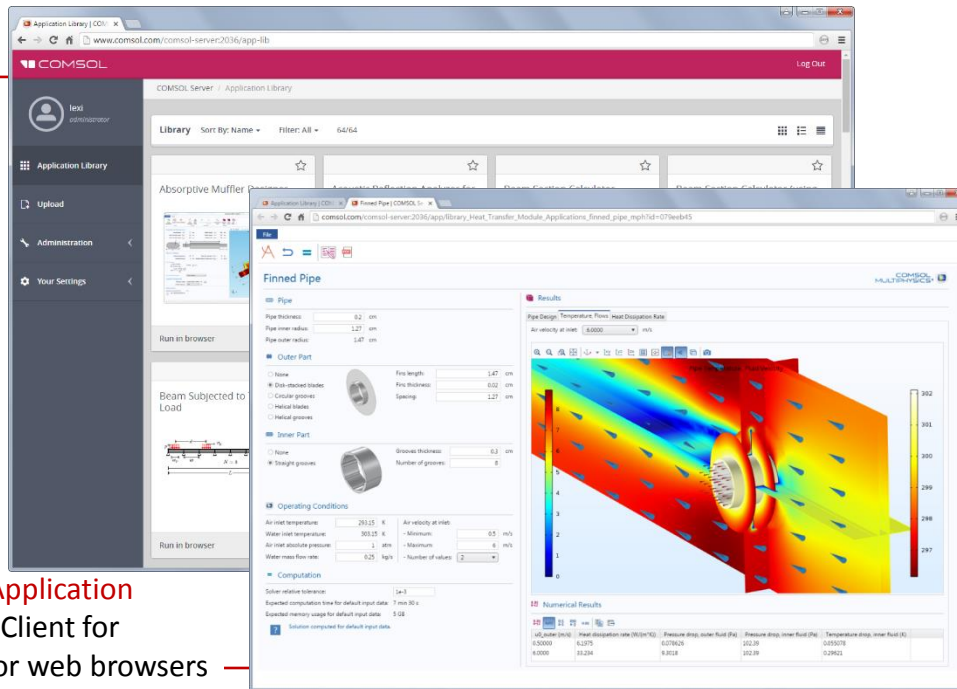 Application Library | COM
www.comsol.com/comsol-server:2036/app-lib
COMSOL
Log Out
lexi
administrator
COMSOL Server / Application Library
Library Sort By: Name Filter: All 64/64
Application Library
Upload
Administration
Your Settings
Absorptive Muffler Designer
Run in browser
Beam Subjected to
Load
Run in browser
Application Library | COM
Finned Pipe | COMSOL Se
comsol.com/comsol-server:2036/app/library_Heat_Transfer_Module_Applications_finned_pipe_mph?id=079eeb45
File
Finned Pipe
COMSOL
MULTIPHYSICS
Pipe
Pipe thickness: 0.2 cm
Pipe inner radius: 1.27 cm
Pipe outer radius: 1.47 cm
Outer Part
None
Disk-stacked blades
Circular grooves
Helical blades
Helical grooves
Fins length: 1.47 cm
Fins thickness: 0.02 cm
Spacing: 1.27 cm
Inner Part
None
Straight grooves
Grooves thickness: 0.3 cm
Number of grooves: 8
Operating Conditions
Air inlet temperature: 293.15 K
Water inlet temperature: 303.15 K
Air inlet absolute pressure: 1 atm
Water mass flow rate: 0.25 kg/s
Air velocity at inlet:
- Minimum: 0.5 m/s
- Maximum: 6 m/s
- Number of values: 2
Computation
Solver relative tolerance: 1e-3
Expected computation time for default input data: 7 min 30 s
Expected memory usage for default input data: 5 GB
Solution computed for default input data.
Results
Pipe Design Temperature, Flows Heat Dissipation Rate
Air velocity at inlet: 6.0000 m/s
8
7
6
5
4
3
2
1
0
302
301
300
299
298
297
Numerical Results
u0_outer (m/s) Heat dissipation rate (W/(m*K)) Pressure drop, outer fluid (Pa) Pressure drop, inner fluid (Pa) Temperature drop, inner fluid (K)
0.50000 6.1975 0.078626 102.39 0.055078
6.0000 33.234 6.3018 102.39 0.29621
Application
Client for
or web browsers